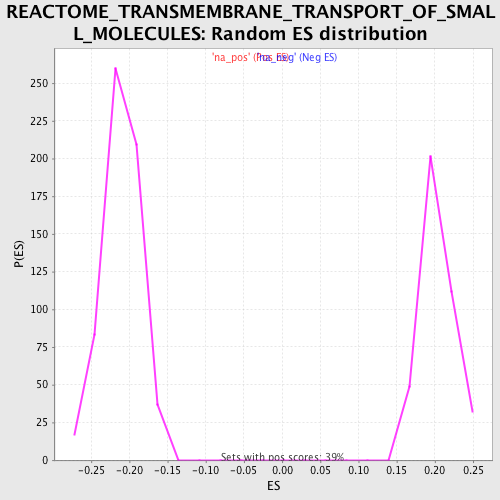 REACTOME_TRANSMEMBRANE_TRANSPORT_OF_SMAL
L_MOLECULES: Random ES distribution
'na_pos' (Pos ES) 'na_neg' (Neg ES)
250
225
200
175
150
125
100
75
50
25
0
P(ES)
Sets with pos scores: 39%
-0.25 -0.20 -0.15 -0.10 -0.05 0.00 0.05 0.10 0.15 0.20 0.25
ES